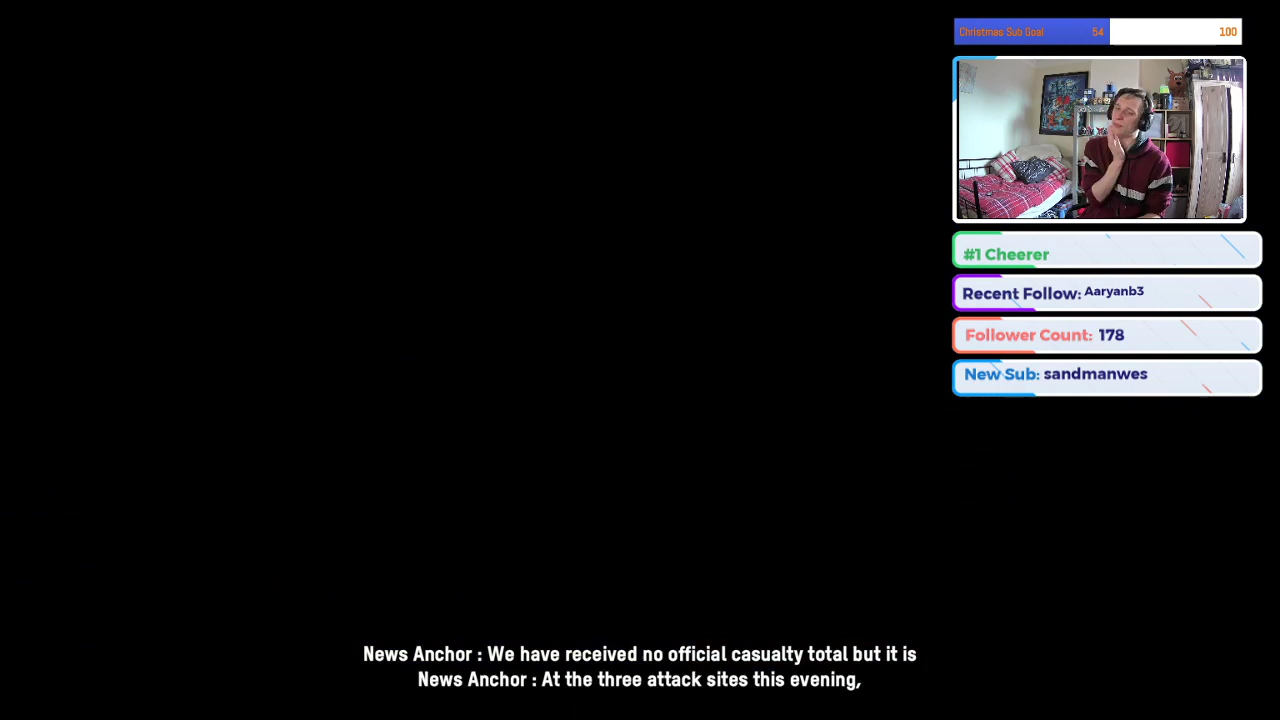 Christmas Sub Goal 54 100
#1 Cheerer
Recent Follow: Aaryanb3
Follower Count: 178
New Sub: sandmanwes
News Anchor : We have received no official casualty total but it is
News Anchor : At the three attack sites this evening,